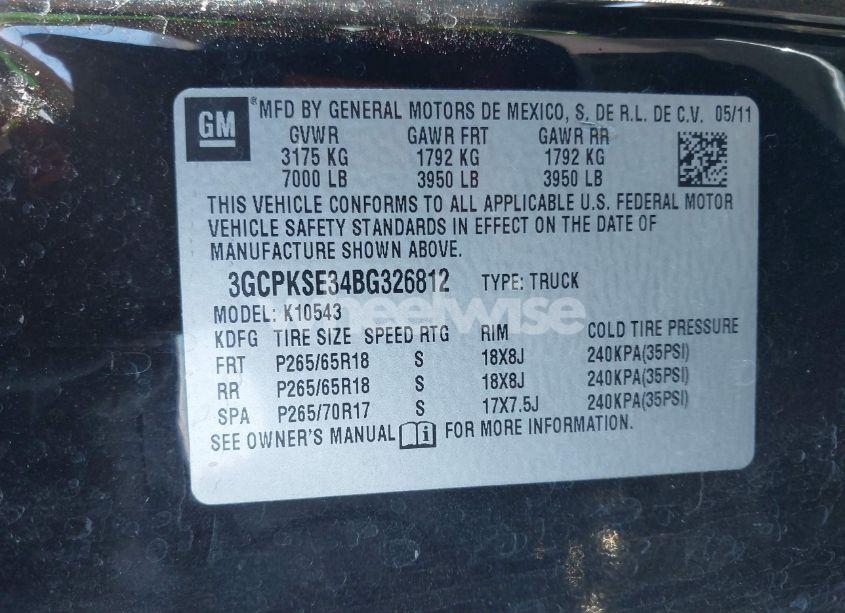 GM
®MFD BY GENERAL MOTORS DE MEXICO, S. DE R.L. DE C.V. 05/11
GVWR GAWR FRT GAWR RR
3175 KG 1792 KG 1792 KG
7000 LB 3950 LB 3950 LB
THIS VEHICLE CONFORMS TO ALL APPLICABLE U.S. FEDERAL MOTOR
VEHICLE SAFETY STANDARDS IN EFFECT ON THE DATE OF
MANUFACTURE SHOWN ABOVE.
3GCPKSE34BG326812 TYPE: TRUCK
MODEL: K10543
wheelwise
KDFG TIRE SIZE SPEED RTG RIM COLD TIRE PRESSURE
FRT P265/65R18 S 18X8J 240KPA(35PSI)
RR P265/65R18 S 18X8J 240KPA(35PSI)
SPA P265/70R17 S 17X7.5J 240KPA(35PSI)
SEE OWNER'S MANUAL i FOR MORE INFORMATION.